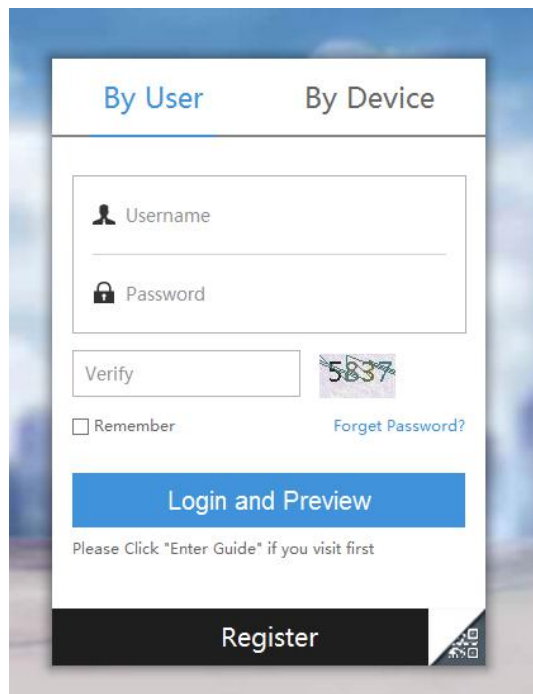 By User By Device
Username
Password
Verify 5837
Remember Forget Password?
Login and Preview
Please Click "Enter Guide" if you visit first
Register